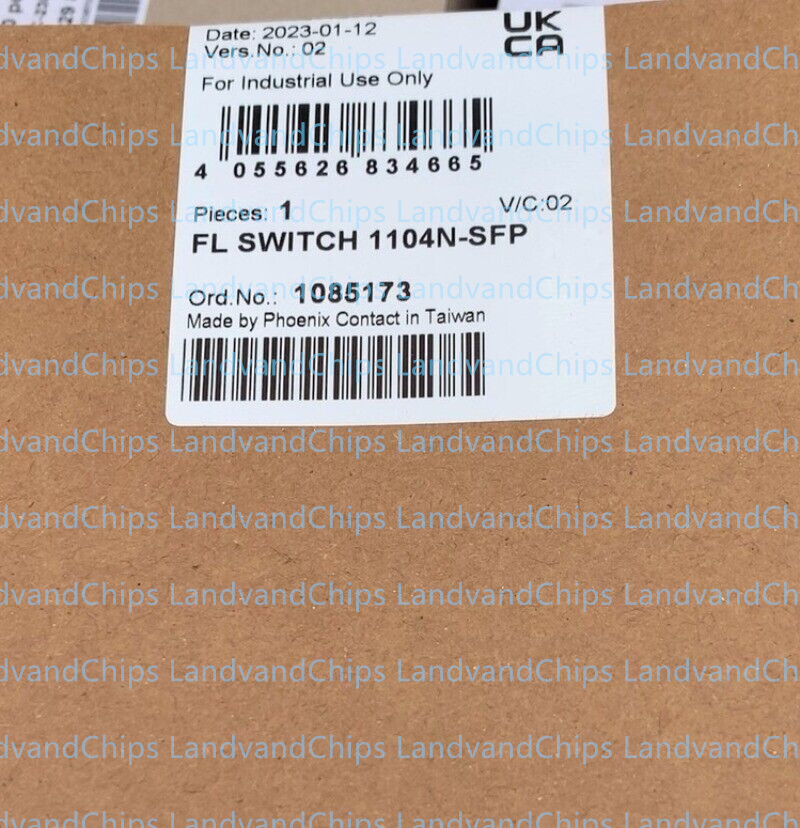 Date: 2023-01-12
Vers.No.: 02
UK
CA
For Industrial Use Only
4 055626 834665
Pieces: 1
V/C:02
FL SWITCH 1104N-SFP
Ord.No.: 1085173
Made by Phoenix Contact in Taiwan
LandvandChips LandvandChips LandvandChips